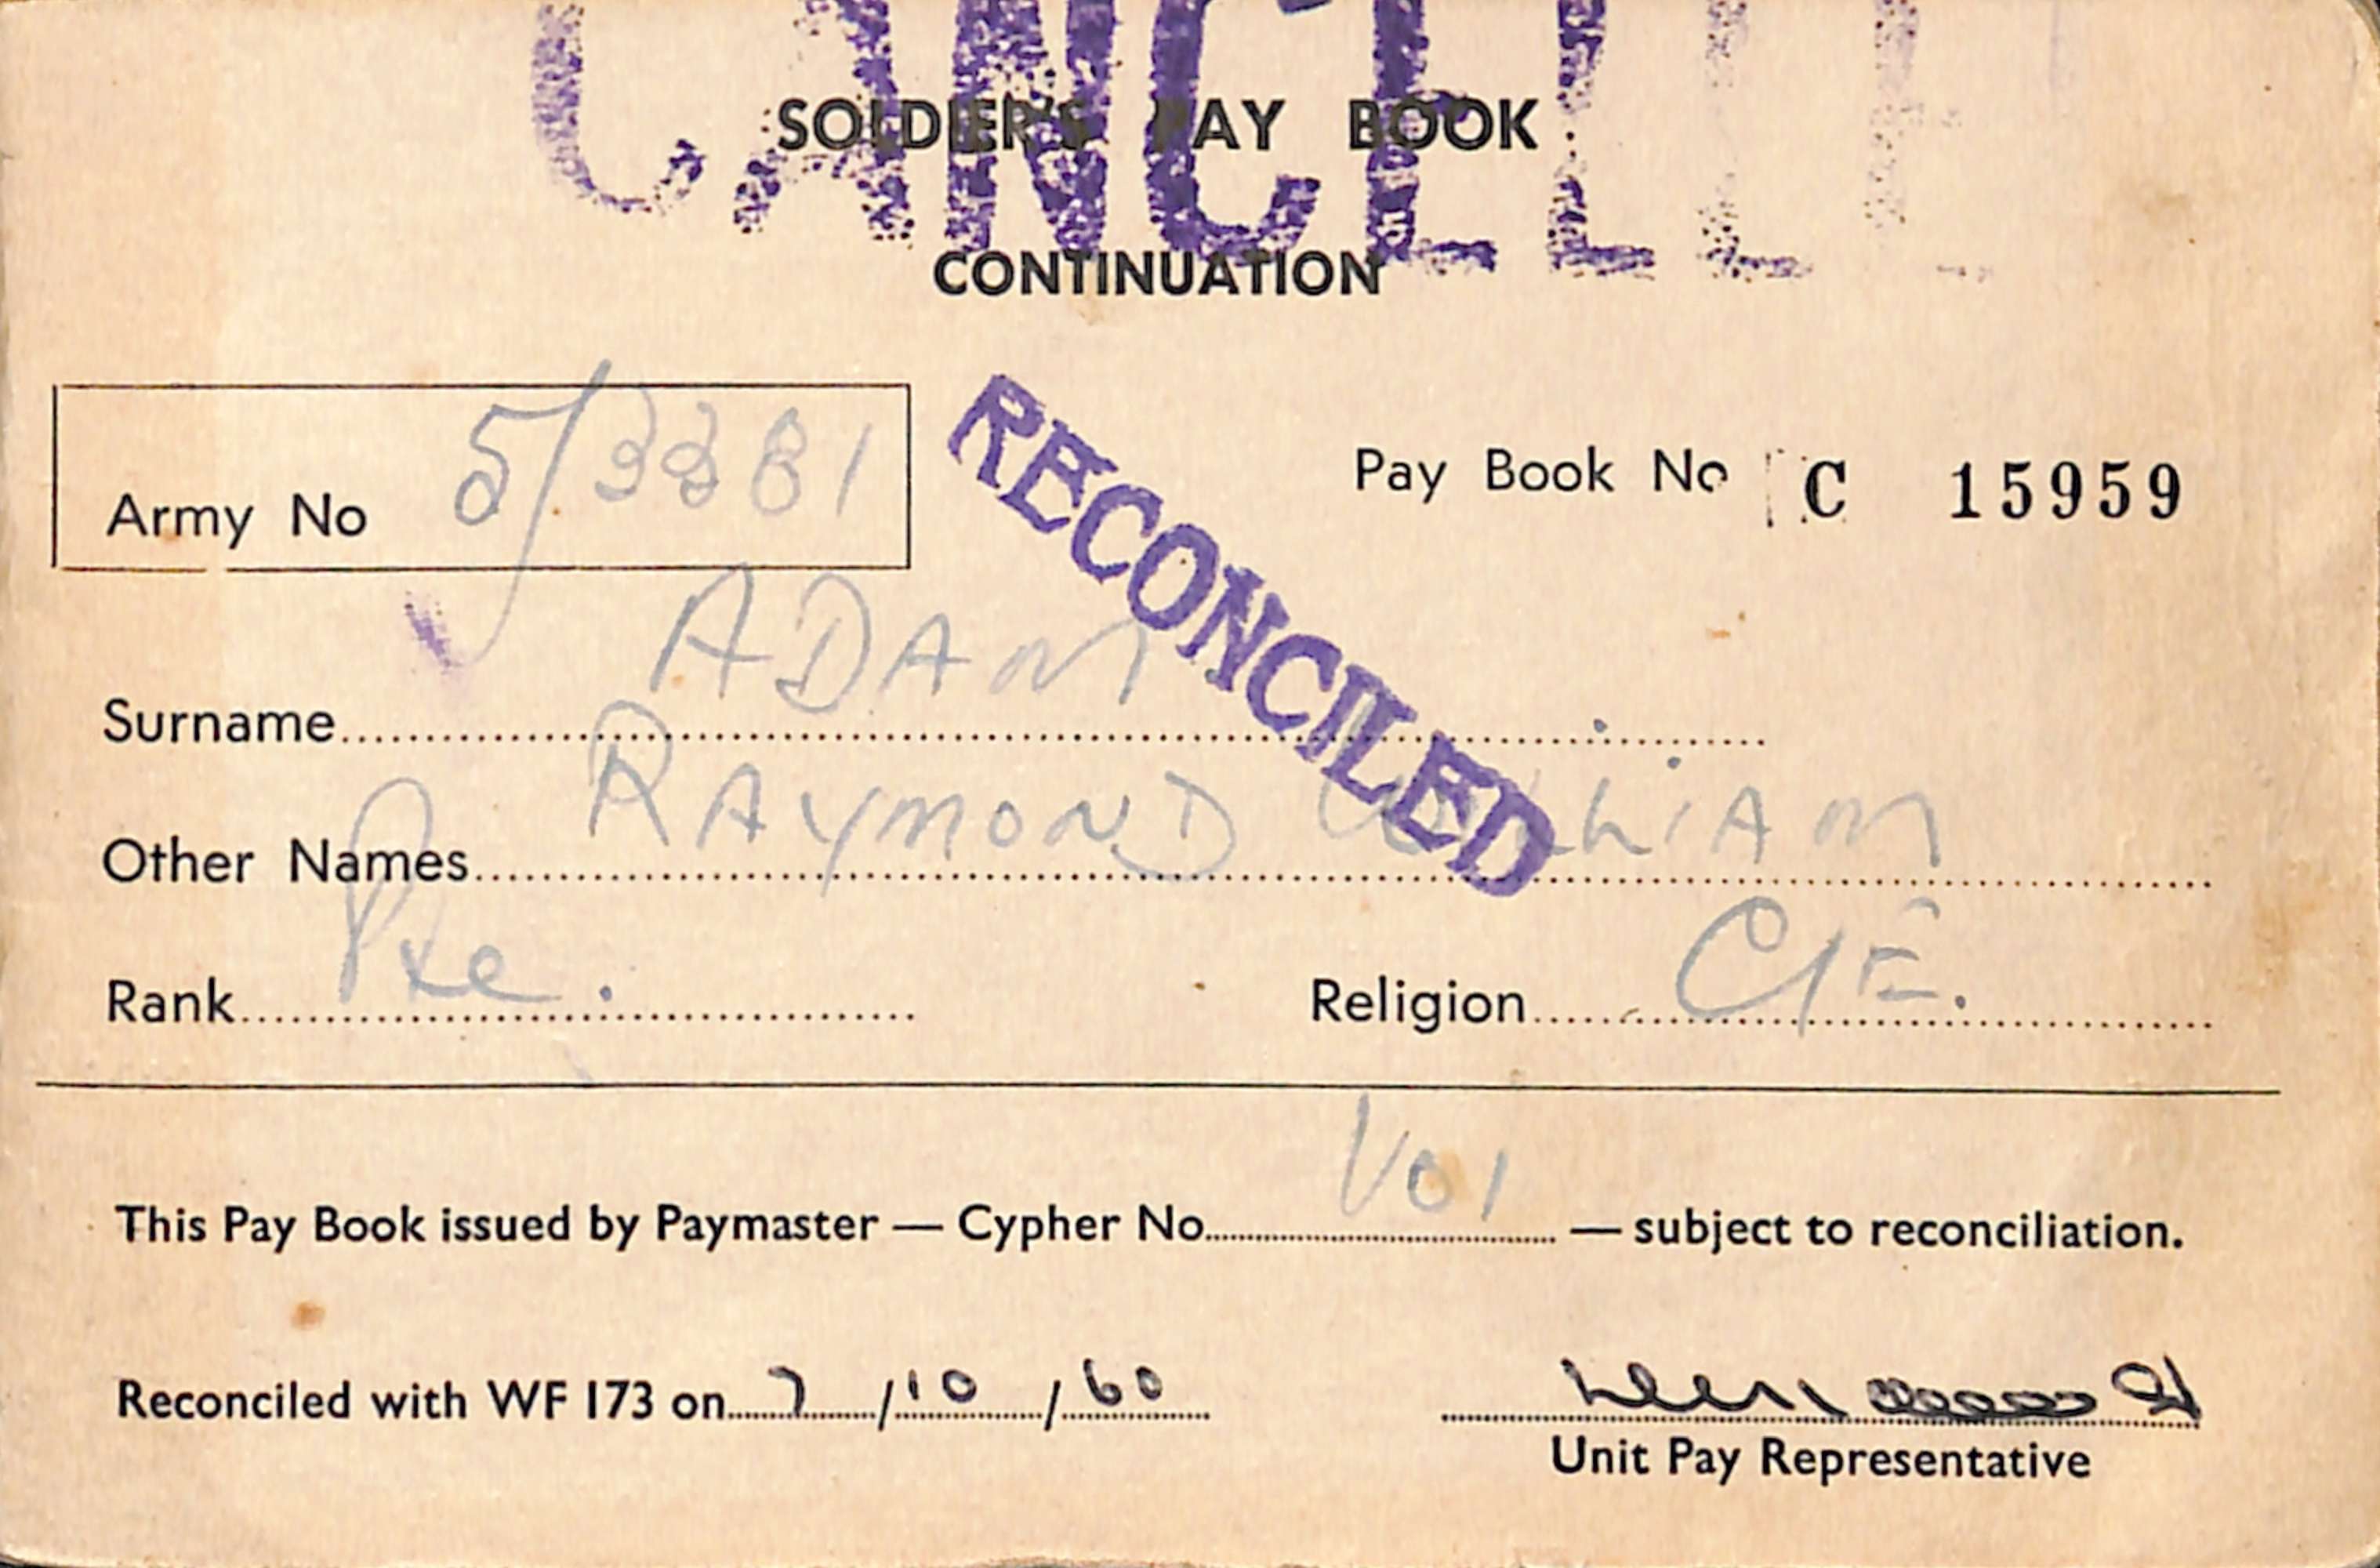 CANCELLE
SOLDIER'S PAY BOOK
CONTINUATION
Army No 5/3381
Pay Book No C 15959
RECONCILED
Surname ADAM
Other Names RAYMOND WILLIAM
Rank Pte.
Religion C/E.
This Pay Book issued by Paymaster — Cypher No. V01 — subject to reconciliation.
Reconciled with WF 173 on 7/10/60
Unit Pay Representative